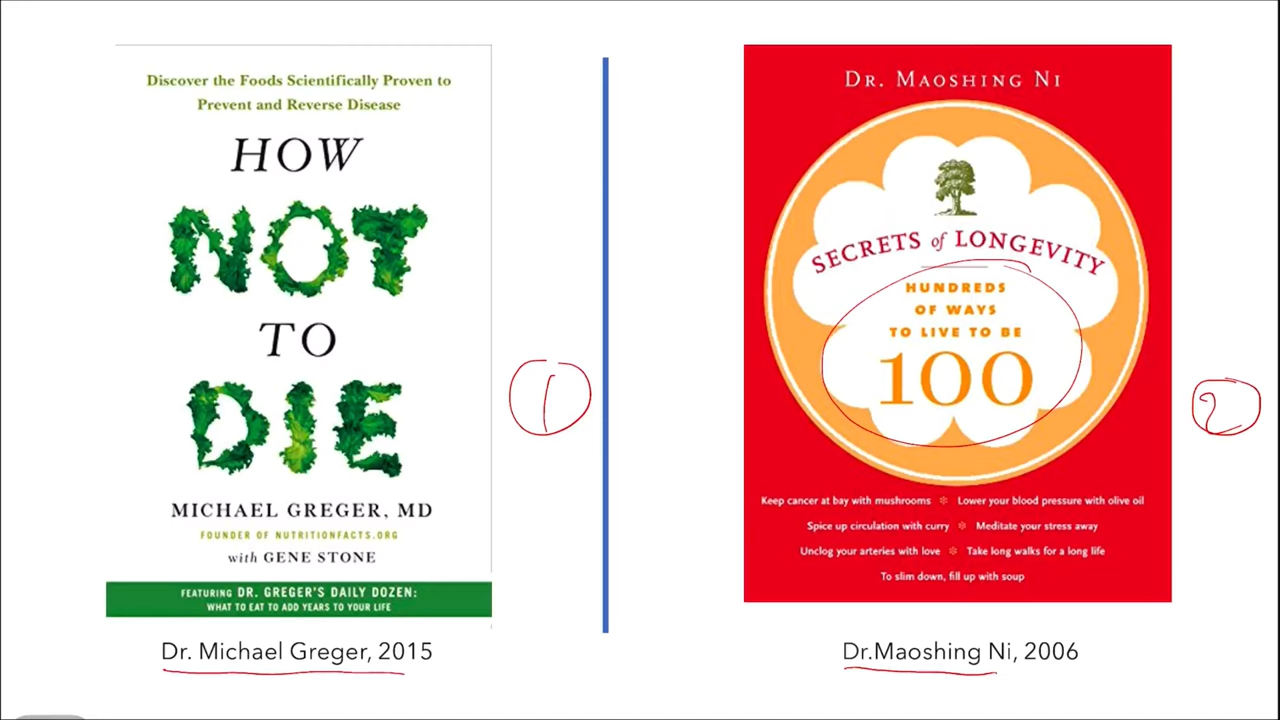 Discover the Foods Scientifically Proven to
Prevent and Reverse Disease
HOW
NOT
TO
DIE
MICHAEL GREGER, MD
FOUNDER OF NUTRITIONFACTS.ORG
with GENE STONE
FEATURING DR. GREGER'S DAILY DOZEN:
WHAT TO EAT TO ADD YEARS TO YOUR LIFE
Dr. Michael Greger, 2015
1
DR. MAOSHING NI
SECRETS of LONGEVITY
HUNDREDS
OF WAYS
TO LIVE TO BE
100
Keep cancer at bay with mushrooms ※ Lower your blood pressure with olive oil
Spice up circulation with curry ※ Meditate your stress away
Unclog your arteries with love ※ Take long walks for a long life
To slim down, fill up with soup
Dr.Maoshing Ni, 2006
2